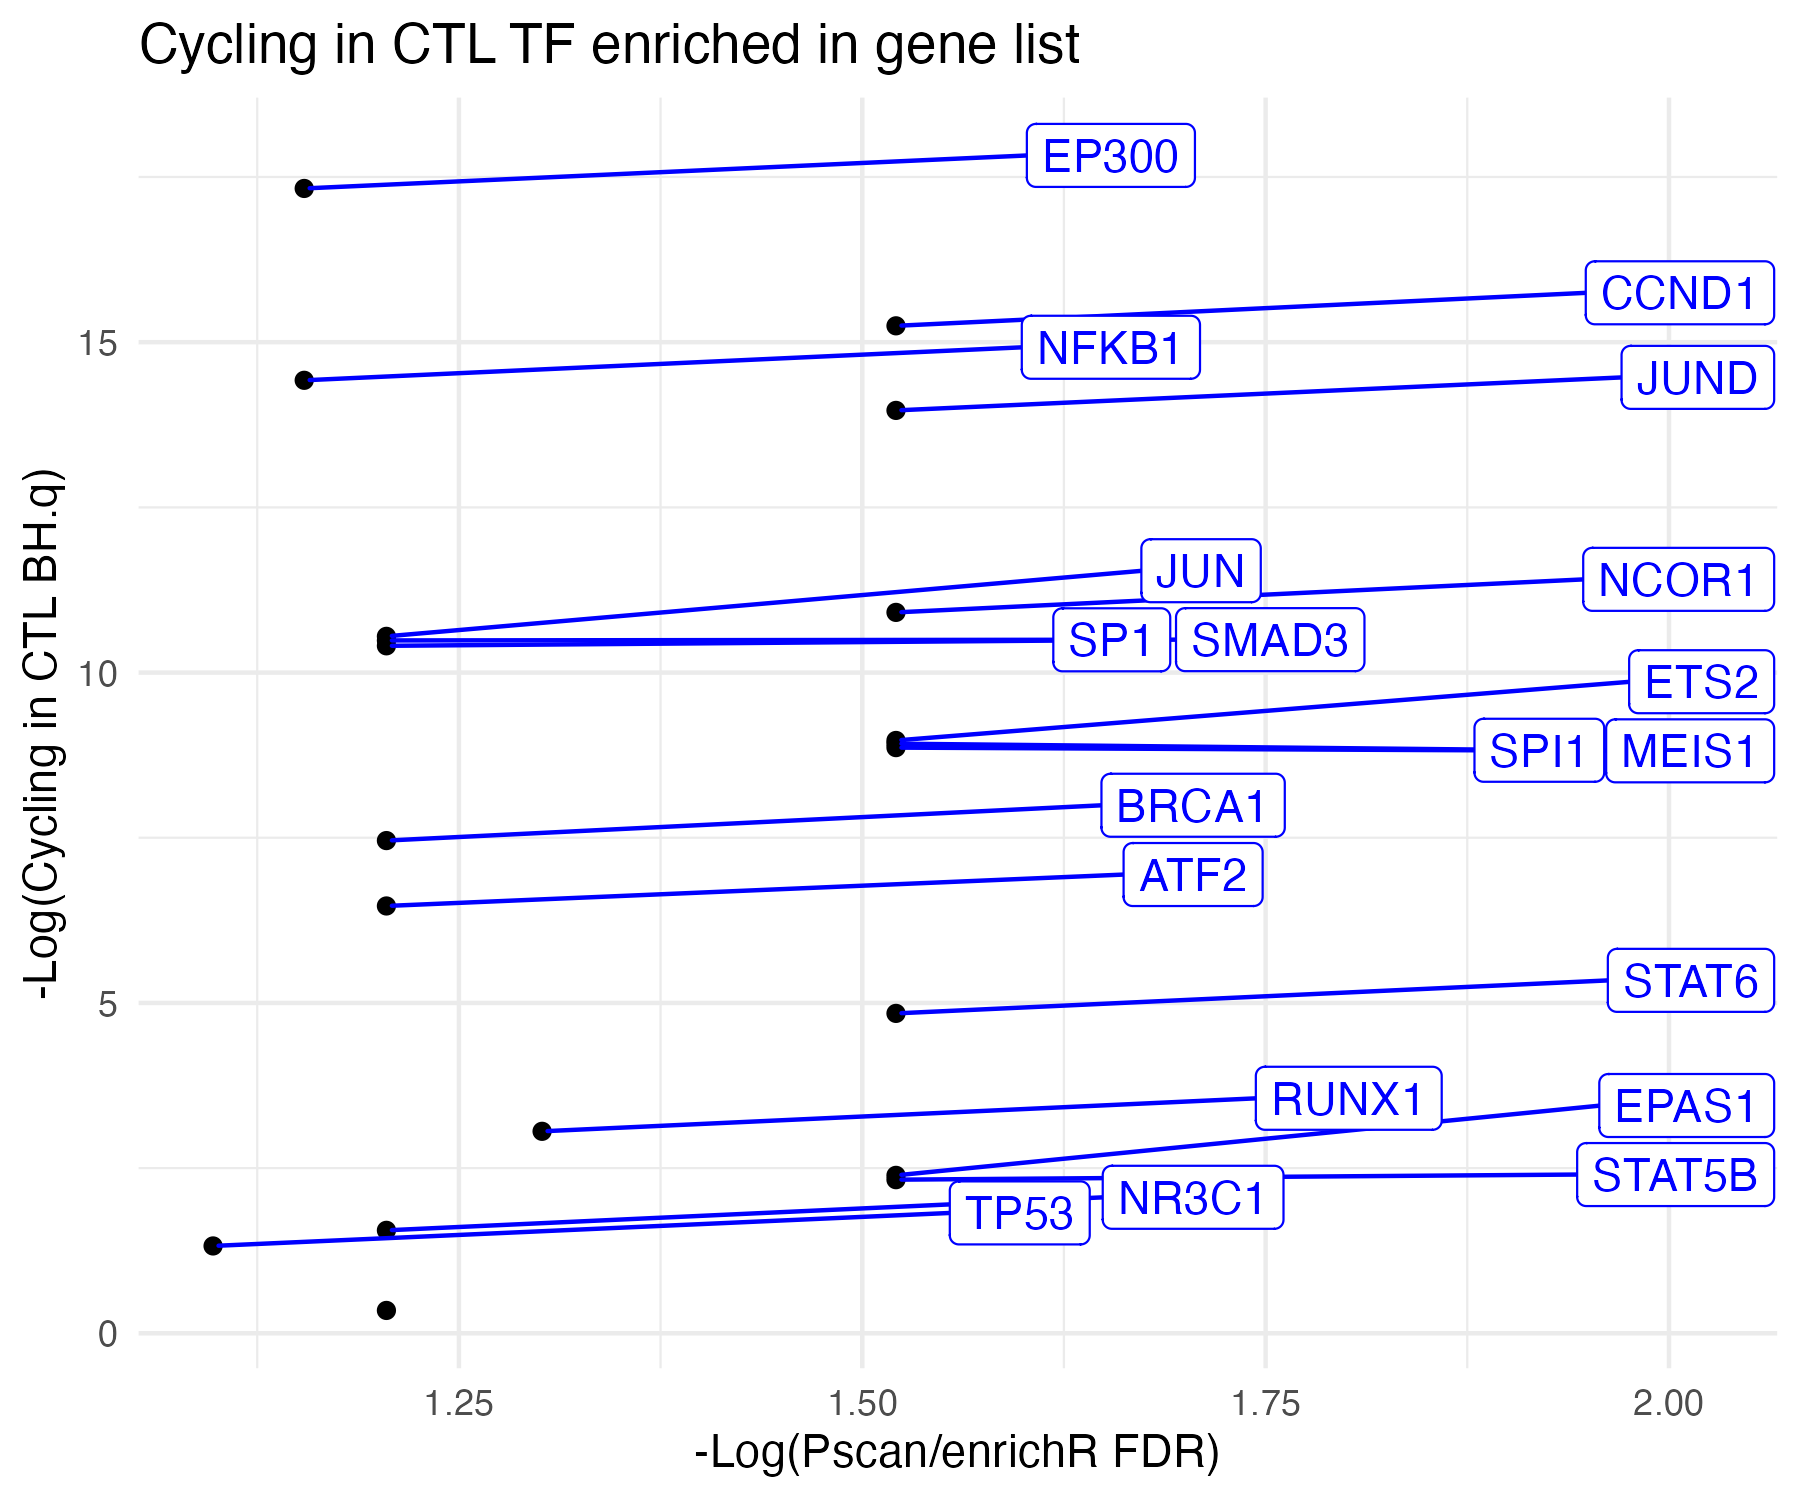 Cycling in CTL TF enriched in gene list
EP300
CCND1
NFKB1
JUND
JUN
NCOR1
SP1
SMAD3
ETS2
SPI1
MEIS1
BRCA1
ATF2
STAT6
RUNX1
EPAS1
STAT5B
NR3C1
TP53
15
10
5
0
-Log(Cycling in CTL BH.q)
1.25
1.50
1.75
2.00
-Log(Pscan/enrichR FDR)